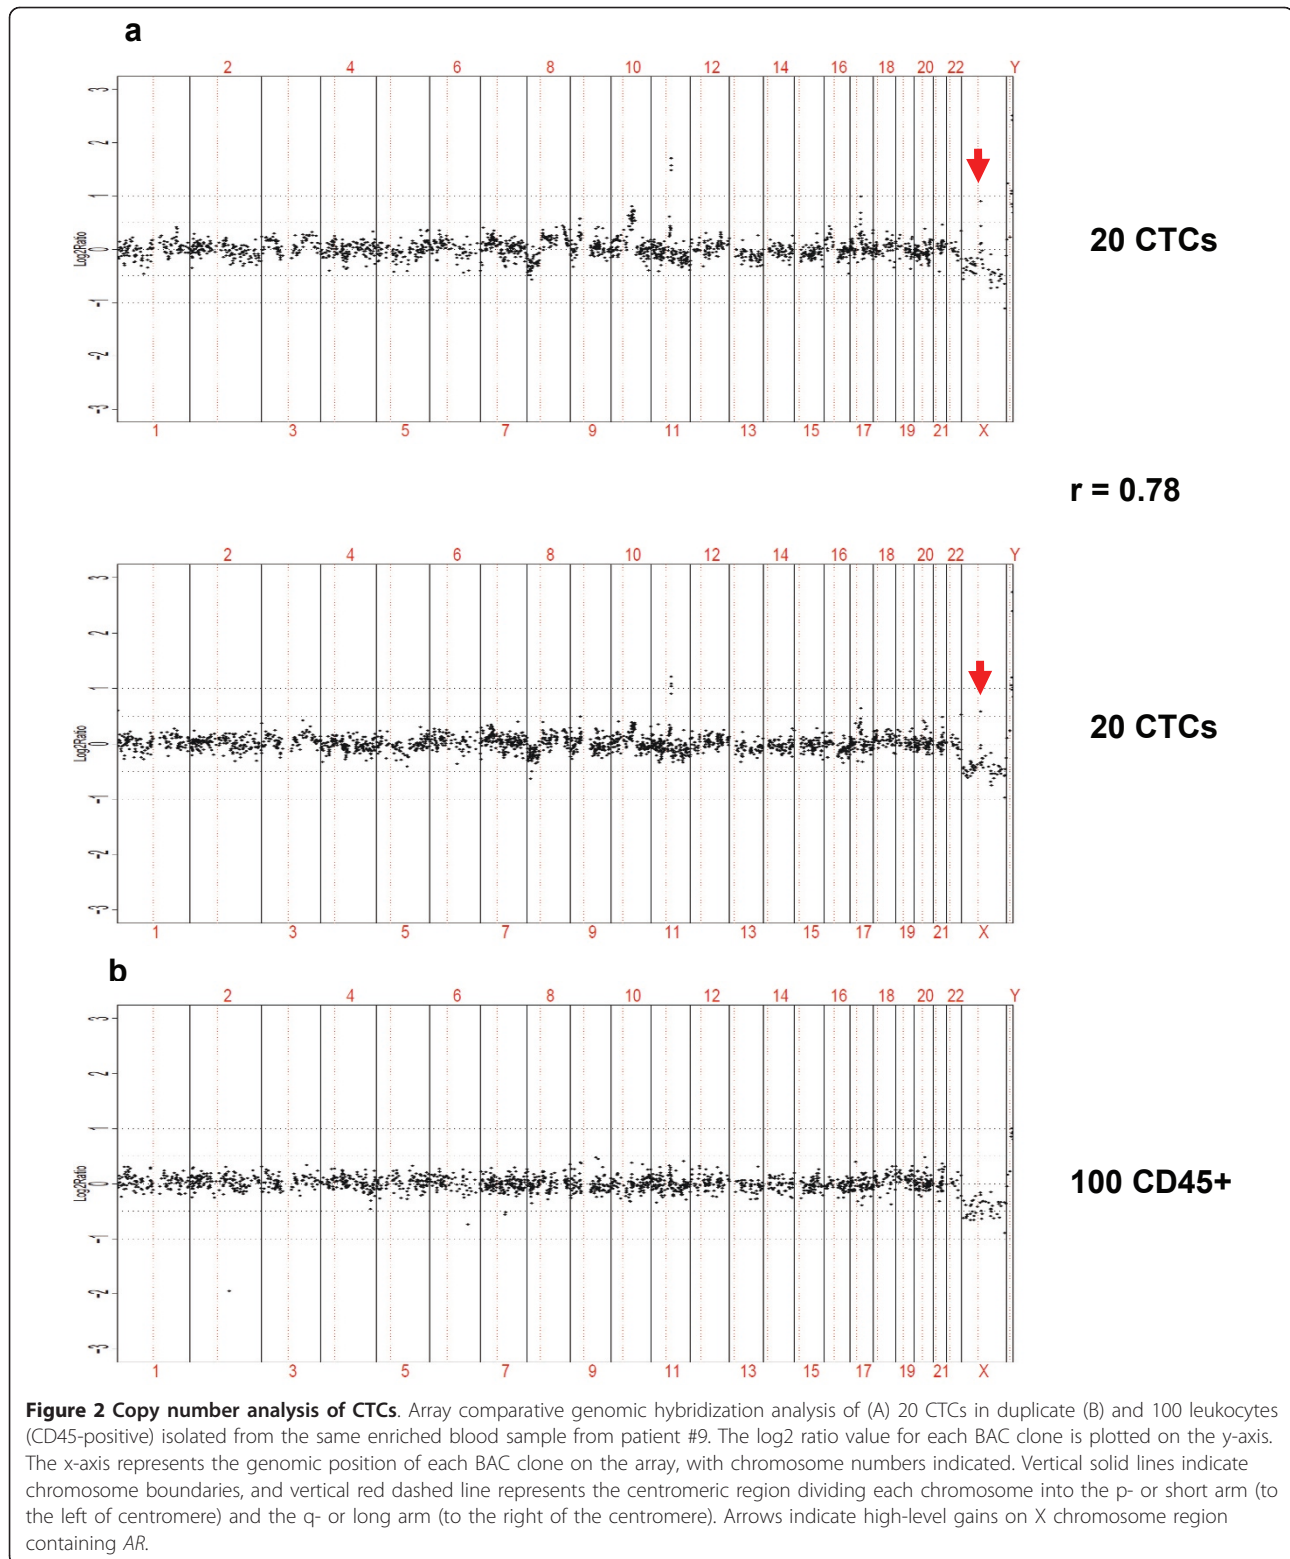 a
2 4 6 8 10 12 14 16 18 20 22 Y
3
2
1
0
-1
-2
-3
Log2Ratio
20 CTCs
1 3 5 7 9 11 13 15 17 19 21 X
r = 0.78
2 4 6 8 10 12 14 16 18 20 22 Y
3
2
1
0
-1
-2
-3
Log2Ratio
20 CTCs
1 3 5 7 9 11 13 15 17 19 21 X
b
2 4 6 8 10 12 14 16 18 20 22 Y
3
2
1
0
-1
-2
-3
Log2Ratio
100 CD45+
1 3 5 7 9 11 13 15 17 19 21 X
Figure 2 Copy number analysis of CTCs. Array comparative genomic hybridization analysis of (A) 20 CTCs in duplicate (B) and 100 leukocytes
(CD45-positive) isolated from the same enriched blood sample from patient #9. The log2 ratio value for each BAC clone is plotted on the y-axis.
The x-axis represents the genomic position of each BAC clone on the array, with chromosome numbers indicated. Vertical solid lines indicate
chromosome boundaries, and vertical red dashed line represents the centromeric region dividing each chromosome into the p- or short arm (to
the left of centromere) and the q- or long arm (to the right of the centromere). Arrows indicate high-level gains on X chromosome region
containing AR.